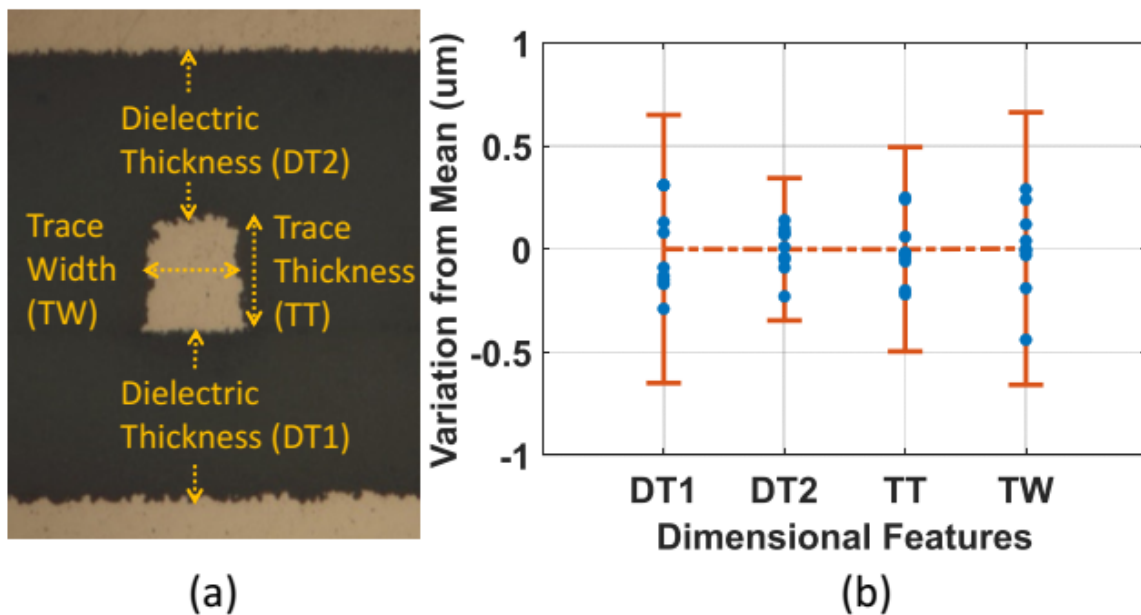 Dielectric
Thickness (DT2)
Trace
Width
(TW)
Trace
Thickness
(TT)
Dielectric
Thickness (DT1)
(a)
Variation from Mean (um)
1
0.5
0
-0.5
-1
DT1 DT2 TT TW
Dimensional Features
(b)